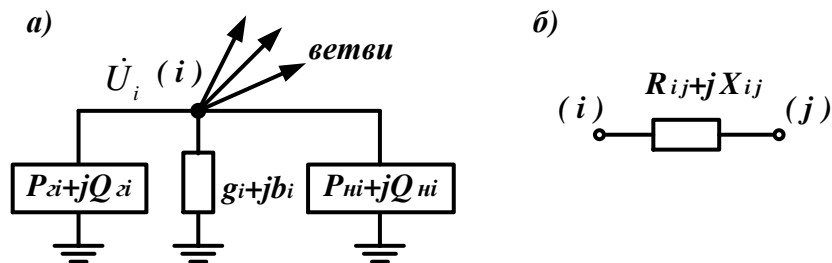 а)
б)
ветви
U̇i
(i)
Rij+jXij
(i)
(j)
Pгi+jQгi
gi+jbi
Pнi+jQнi